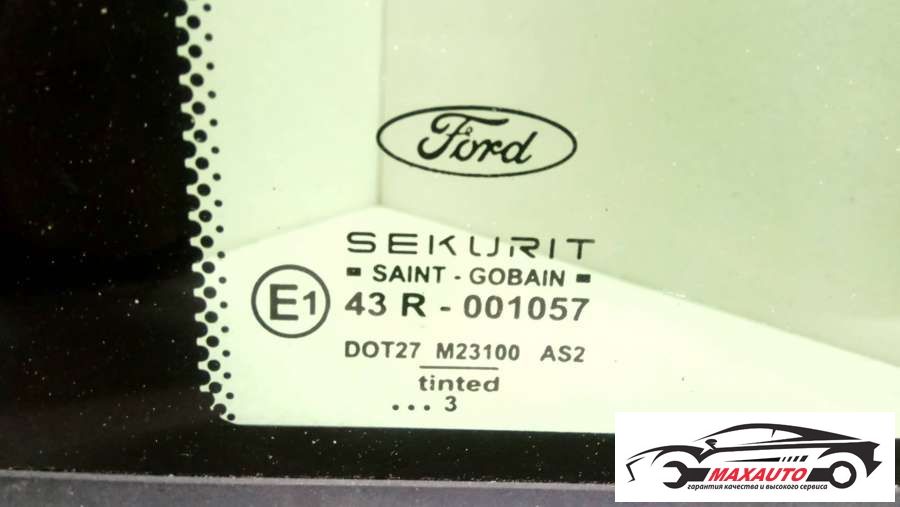 Ford
SEKURIT
SAINT - GOBAIN
E1
43 R - 001057
DOT27 M23100 AS2
tinted
... 3
MAXAUTO
гарантия качества и высокого сервиса